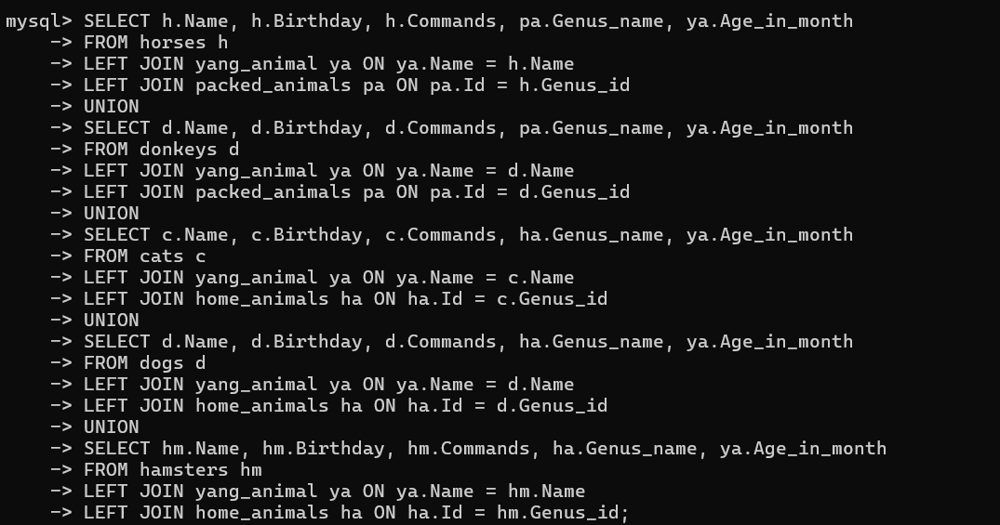 mysql> SELECT h.Name, h.Birthday, h.Commands, pa.Genus_name, ya.Age_in_month
    -> FROM horses h
    -> LEFT JOIN yang_animal ya ON ya.Name = h.Name
    -> LEFT JOIN packed_animals pa ON pa.Id = h.Genus_id
    -> UNION
    -> SELECT d.Name, d.Birthday, d.Commands, pa.Genus_name, ya.Age_in_month
    -> FROM donkeys d
    -> LEFT JOIN yang_animal ya ON ya.Name = d.Name
    -> LEFT JOIN packed_animals pa ON pa.Id = d.Genus_id
    -> UNION
    -> SELECT c.Name, c.Birthday, c.Commands, ha.Genus_name, ya.Age_in_month
    -> FROM cats c
    -> LEFT JOIN yang_animal ya ON ya.Name = c.Name
    -> LEFT JOIN home_animals ha ON ha.Id = c.Genus_id
    -> UNION
    -> SELECT d.Name, d.Birthday, d.Commands, ha.Genus_name, ya.Age_in_month
    -> FROM dogs d
    -> LEFT JOIN yang_animal ya ON ya.Name = d.Name
    -> LEFT JOIN home_animals ha ON ha.Id = d.Genus_id
    -> UNION
    -> SELECT hm.Name, hm.Birthday, hm.Commands, ha.Genus_name, ya.Age_in_month
    -> FROM hamsters hm
    -> LEFT JOIN yang_animal ya ON ya.Name = hm.Name
    -> LEFT JOIN home_animals ha ON ha.Id = hm.Genus_id;